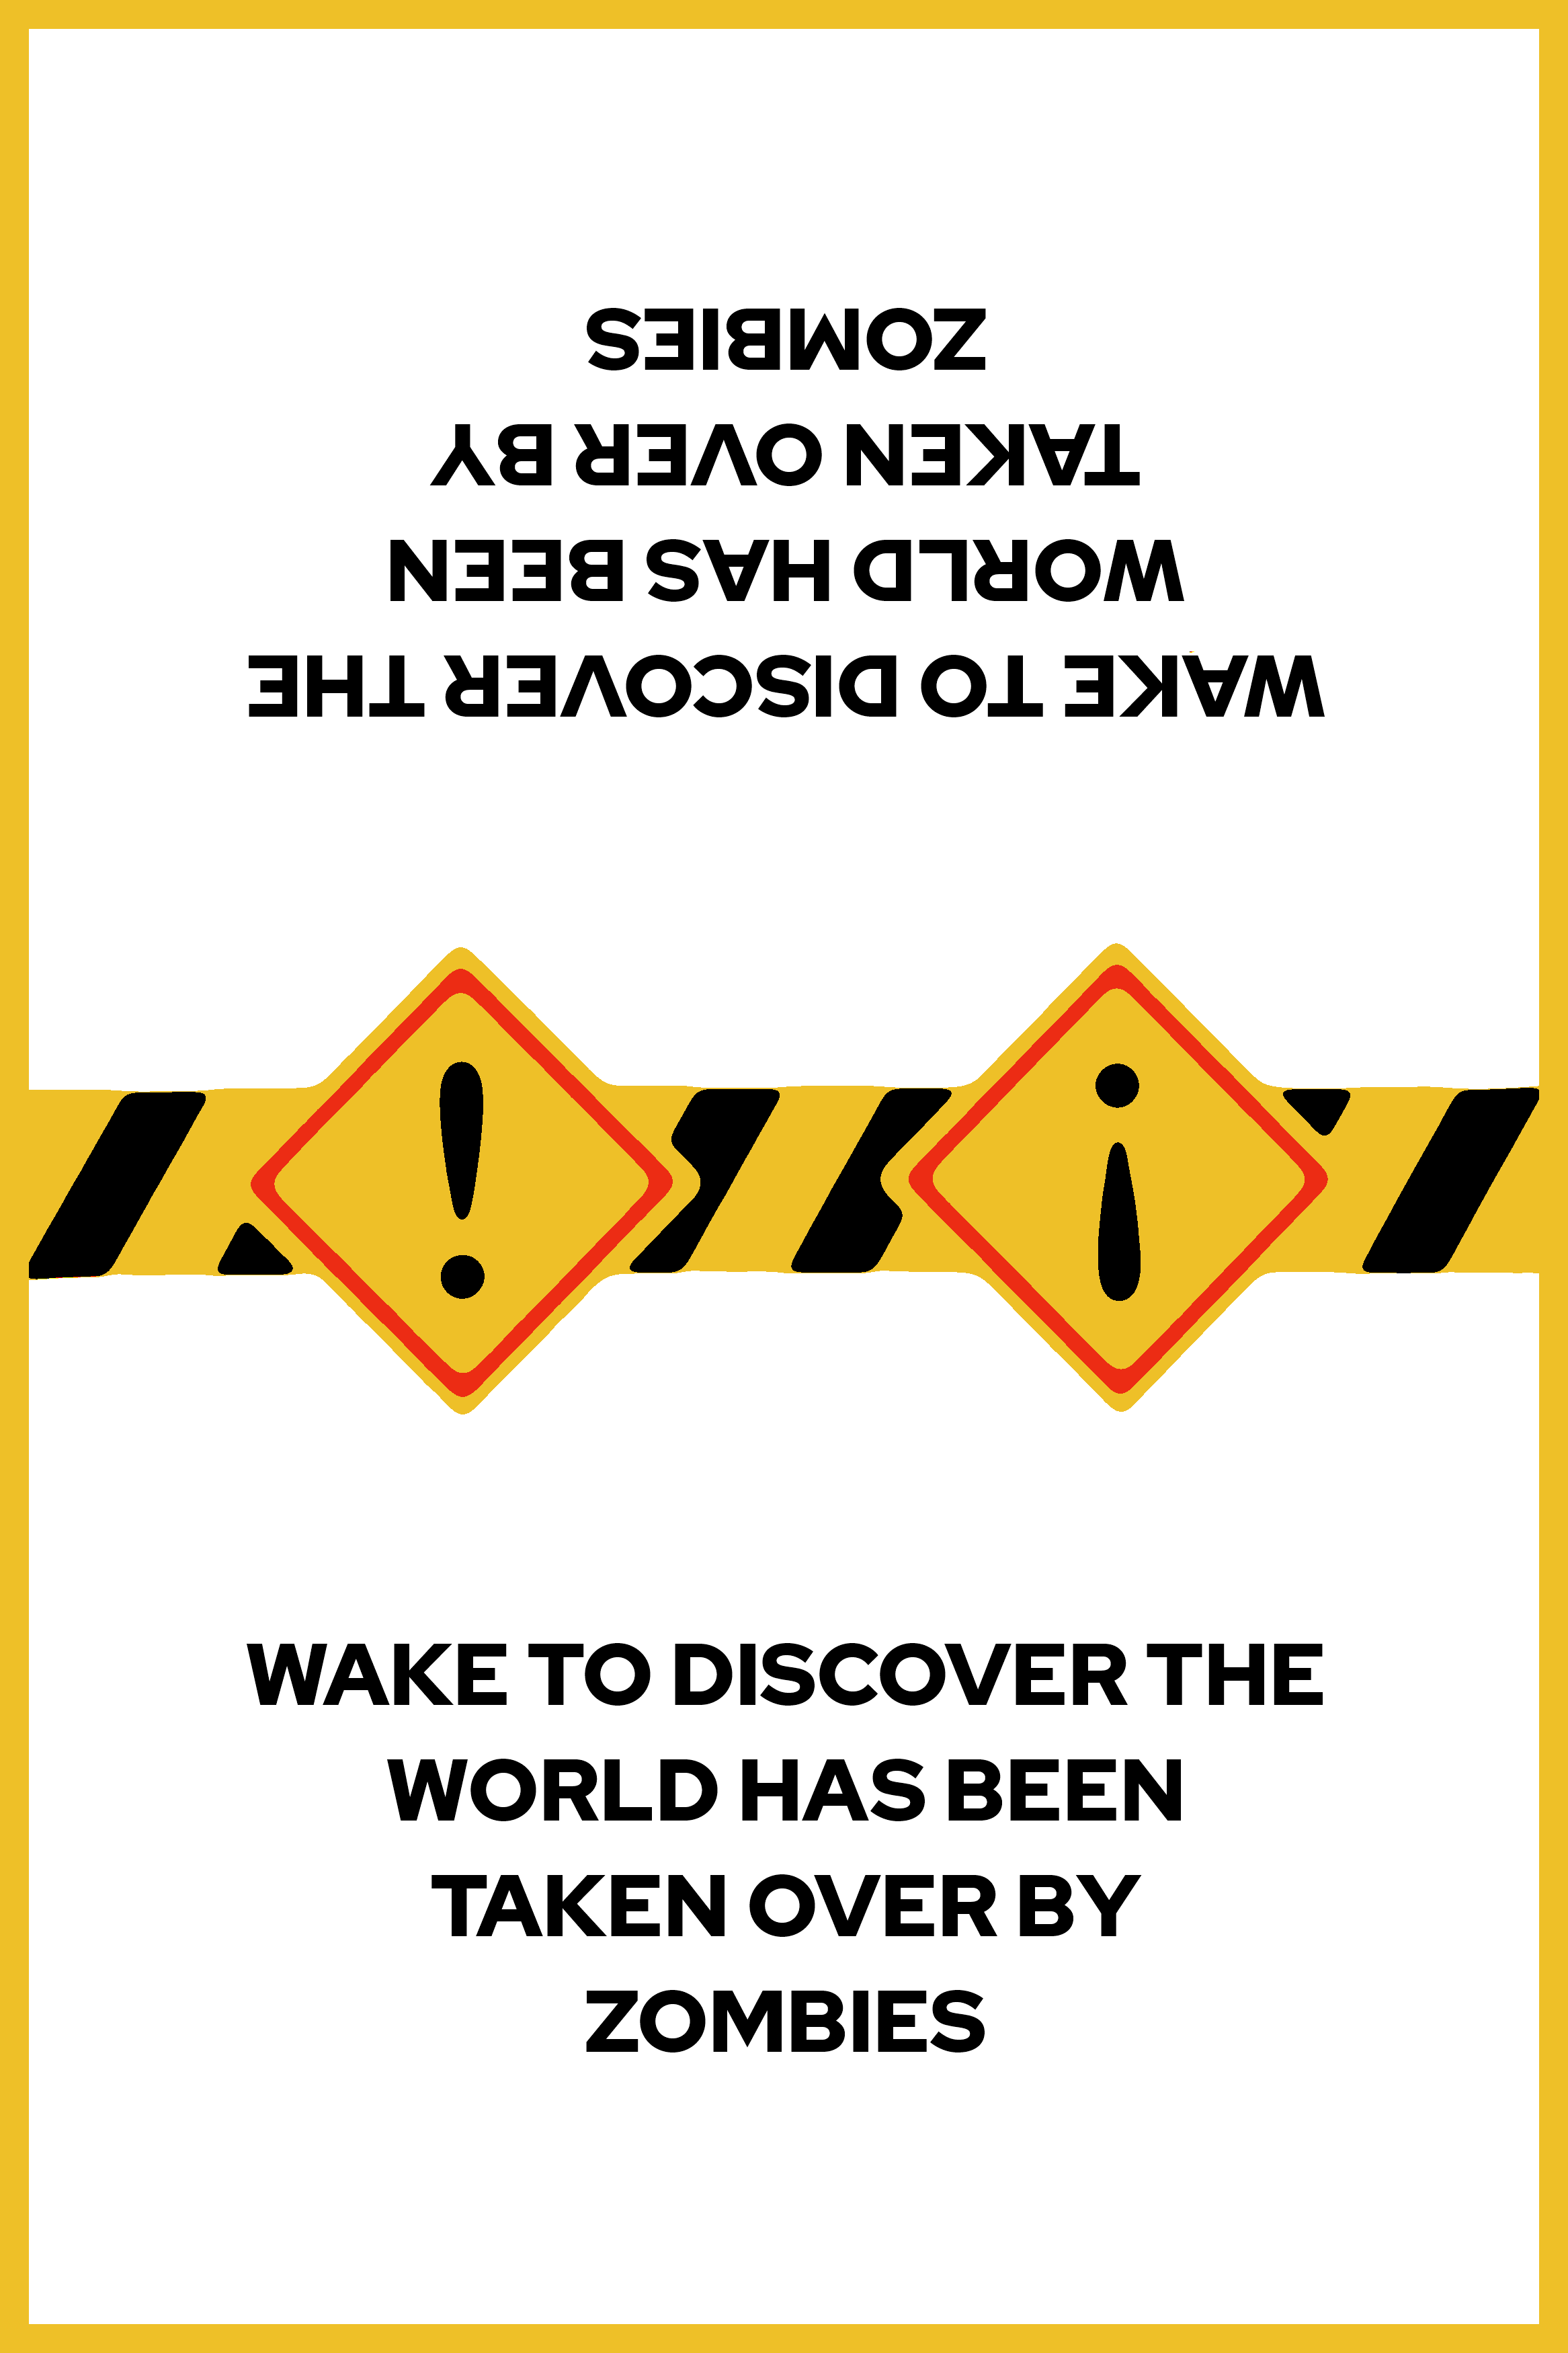 WAKE TO DISCOVER THE
WORLD HAS BEEN
TAKEN OVER BY
ZOMBIES
!
!
WAKE TO DISCOVER THE
WORLD HAS BEEN
TAKEN OVER BY
ZOMBIES